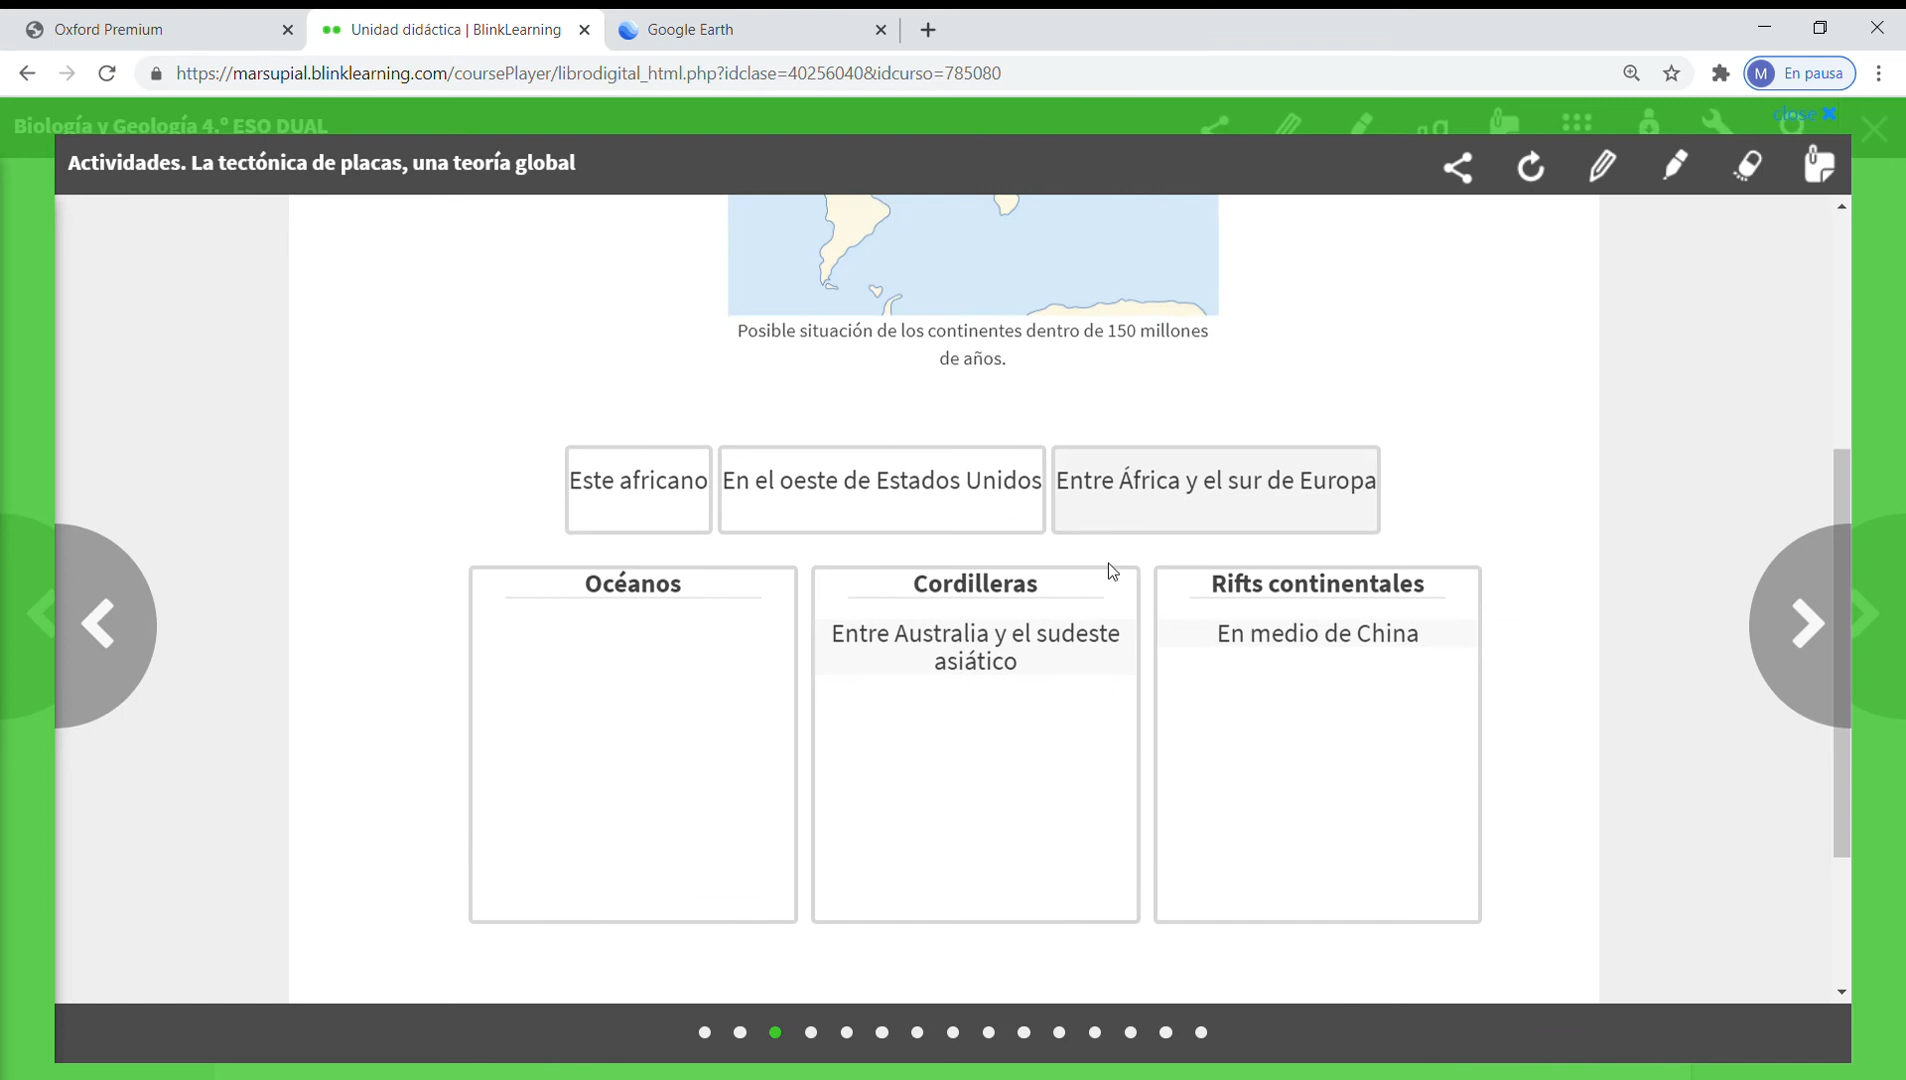 Oxford Premium
Unidad didáctica | BlinkLearning
Google Earth
https://marsupial.blinklearning.com/coursePlayer/librodigital_html.php?idclase=40256040&idcurso=785080
M
En pausa
Biología y Geología 4.º ESO DUAL
close
Actividades. La tectónica de placas, una teoría global
Posible situación de los continentes dentro de 150 millones
de años.
Este africano
En el oeste de Estados Unidos
Entre África y el sur de Europa
Océanos
Cordilleras
Rifts continentales
Entre Australia y el sudeste
asiático
En medio de China